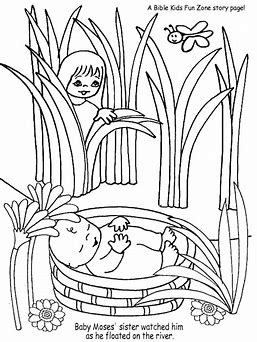 A Bible Kids Fun Zone story page!
Baby Moses' sister watched him
as he floated on the river.